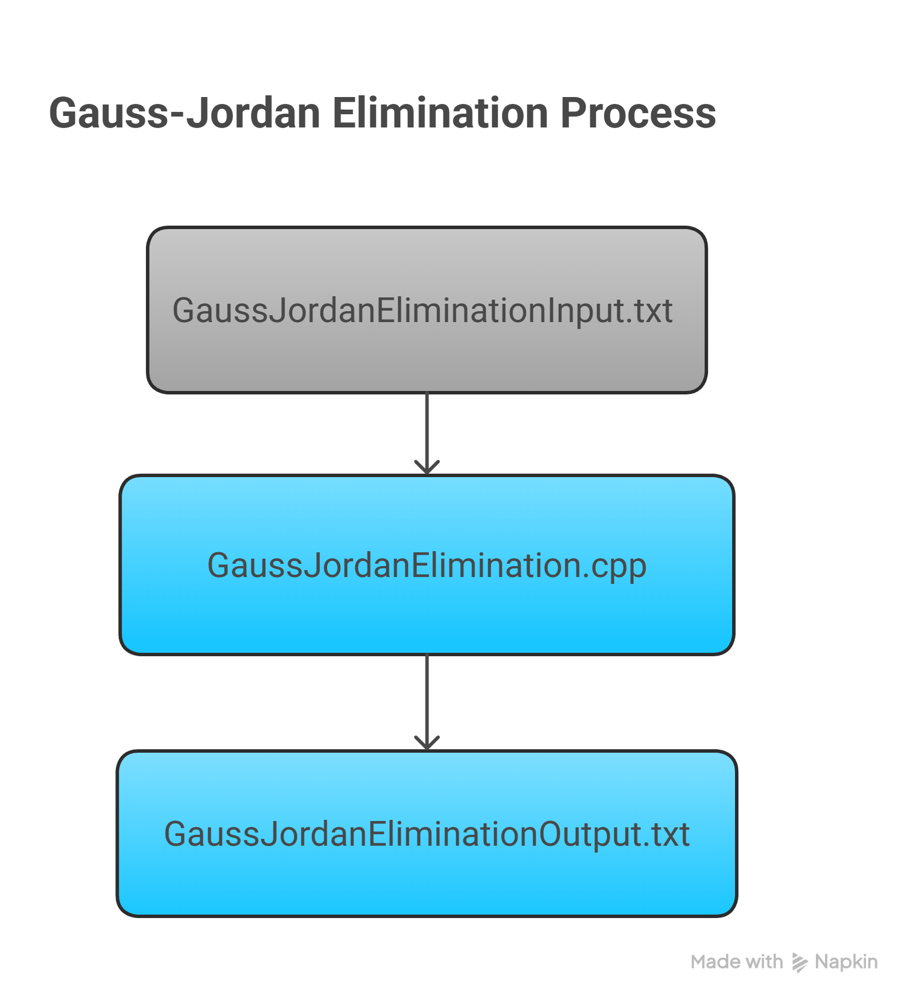 Gauss-Jordan Elimination Process
GaussJordanEliminationInput.txt
GaussJordanElimination.cpp
GaussJordanEliminationOutput.txt
Made with Napkin